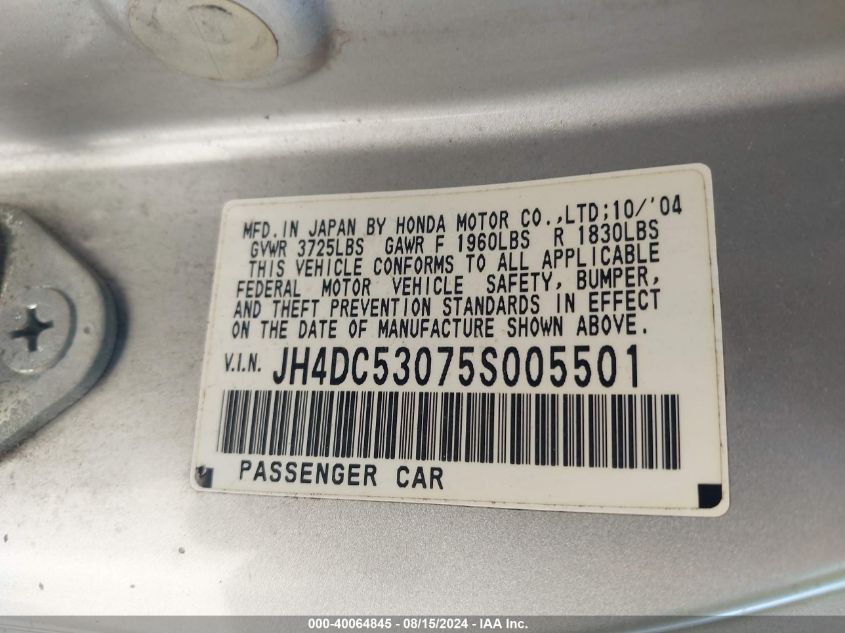 MFD.IN JAPAN BY HONDA MOTOR CO.,LTD;10/'04
GVWR 3725LBS GAWR F 1960LBS R 1830LBS
THIS VEHICLE CONFORMS TO ALL APPLICABLE
FEDERAL MOTOR VEHICLE SAFETY, BUMPER,
AND THEFT PREVENTION STANDARDS IN EFFECT
ON THE DATE OF MANUFACTURE SHOWN ABOVE.
V.I.N. JH4DC53075S005501
PASSENGER CAR
000-40064845 - 08/15/2024 - IAA Inc.